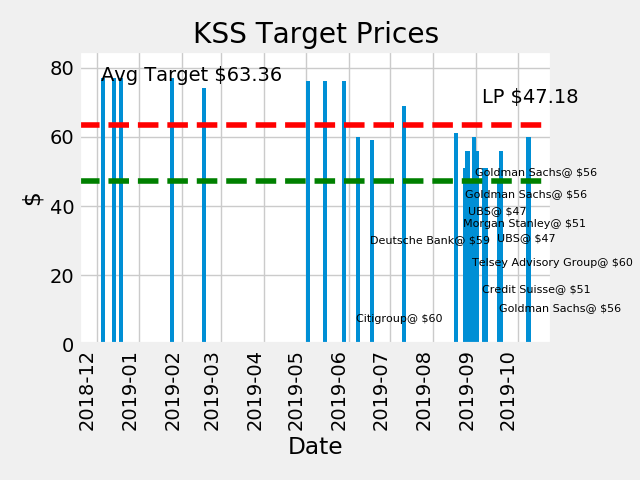 KSS Target Prices
80
Avg Target $63.36
LP $47.18
60
Goldman Sachs@ $56
Goldman Sachs@ $56
40
UBS@ $47
Morgan Stanley@ $51
$
Deutsche Bank@ $59
UBS@ $47
Telsey Advisory Group@ $60
20
Credit Suisse@ $51
Goldman Sachs@ $56
Citigroup@ $60
0
2018-12
2019-01
2019-02
2019-03
2019-04
2019-05
2019-06
2019-07
2019-08
2019-09
2019-10
Date